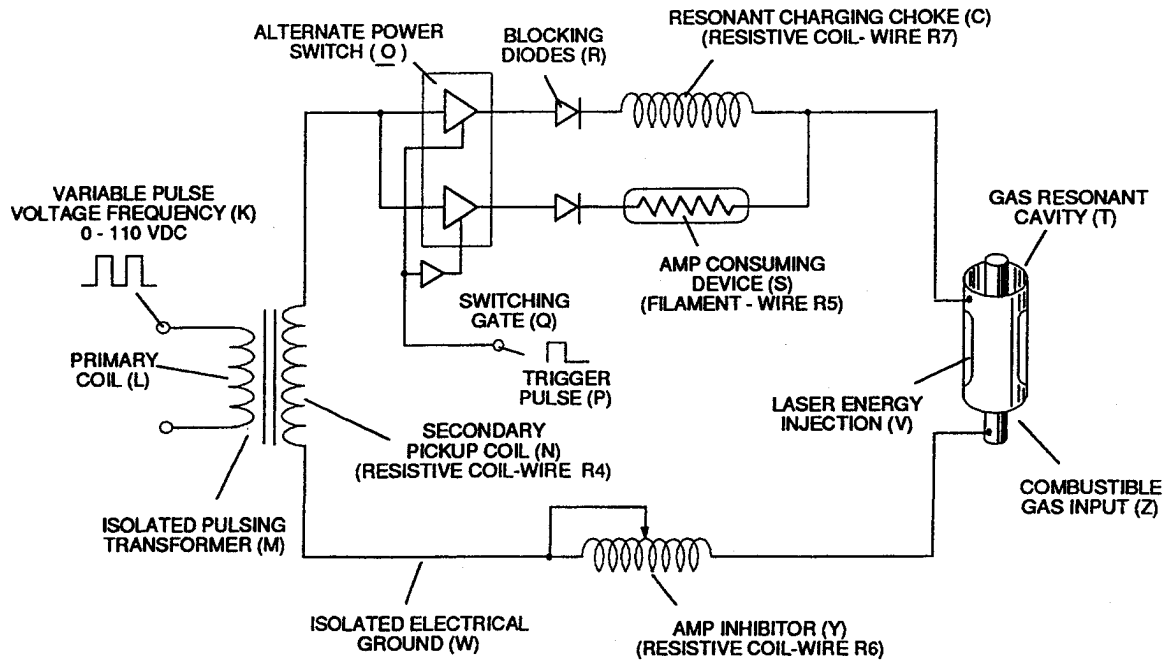 RESONANT CHARGING CHOKE (C)
(RESISTIVE COIL- WIRE R7)
ALTERNATE POWER
SWITCH ( O )
BLOCKING
DIODES (R)
VARIABLE PULSE
VOLTAGE FREQUENCY (K)
0 - 110 VDC
GAS RESONANT
CAVITY (T)
AMP CONSUMING
DEVICE (S)
(FILAMENT - WIRE R5)
SWITCHING
GATE (Q)
PRIMARY
COIL (L)
TRIGGER
PULSE (P)
LASER ENERGY
INJECTION (V)
SECONDARY
PICKUP COIL (N)
(RESISTIVE COIL-WIRE R4)
COMBUSTIBLE
GAS INPUT (Z)
ISOLATED PULSING
TRANSFORMER (M)
ISOLATED ELECTRICAL
GROUND (W)
AMP INHIBITOR (Y)
(RESISTIVE COIL-WIRE R6)